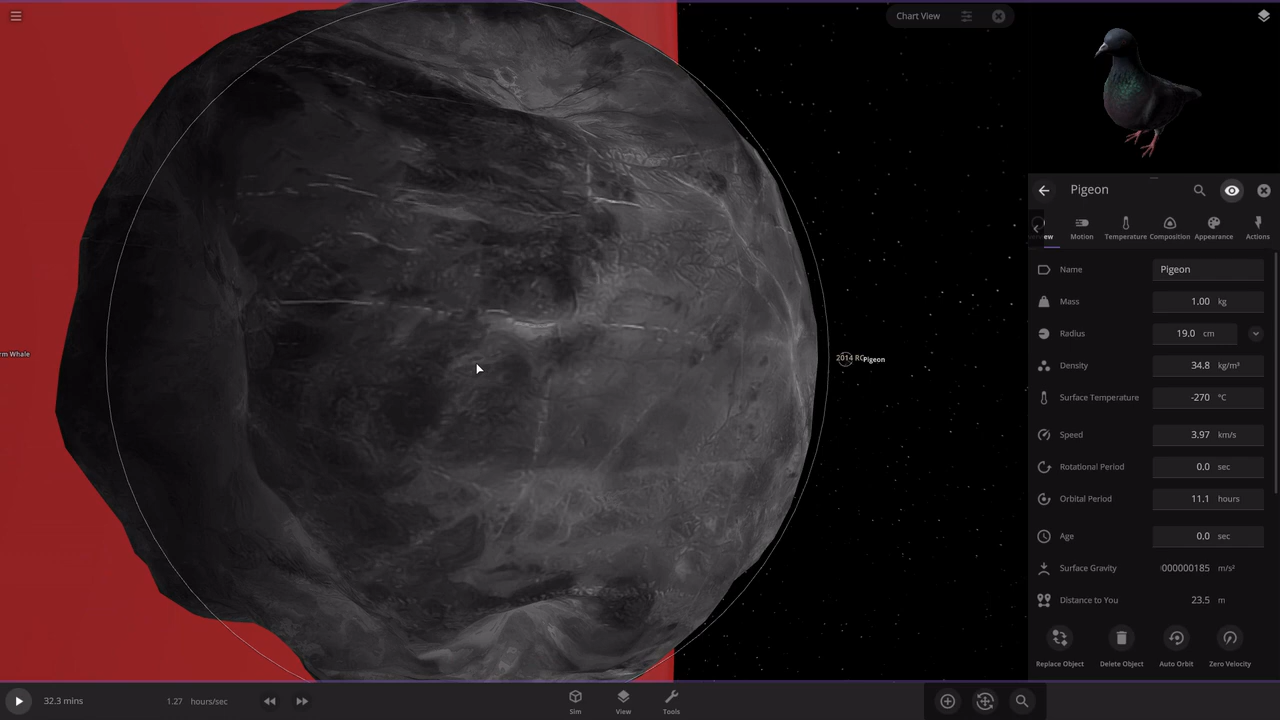 Chart View
Pigeon
Motion
Temperature
Composition
Appearance
Actions
Name
Pigeon
Mass
1.00 kg
Radius
19.0 cm
Density
34.8 kg/m³
Surface Temperature
-270 °C
Speed
3.97 km/s
Rotational Period
0.0 sec
Orbital Period
11.1 hours
Age
0.0 sec
Surface Gravity
000000185 m/s²
Distance to You
23.5 m
Replace Object
Delete Object
Auto Orbit
Zero Velocity
rm Whale
2014 RC
Pigeon
32.3 mins
1.27 hours/sec
Sim
View
Tools